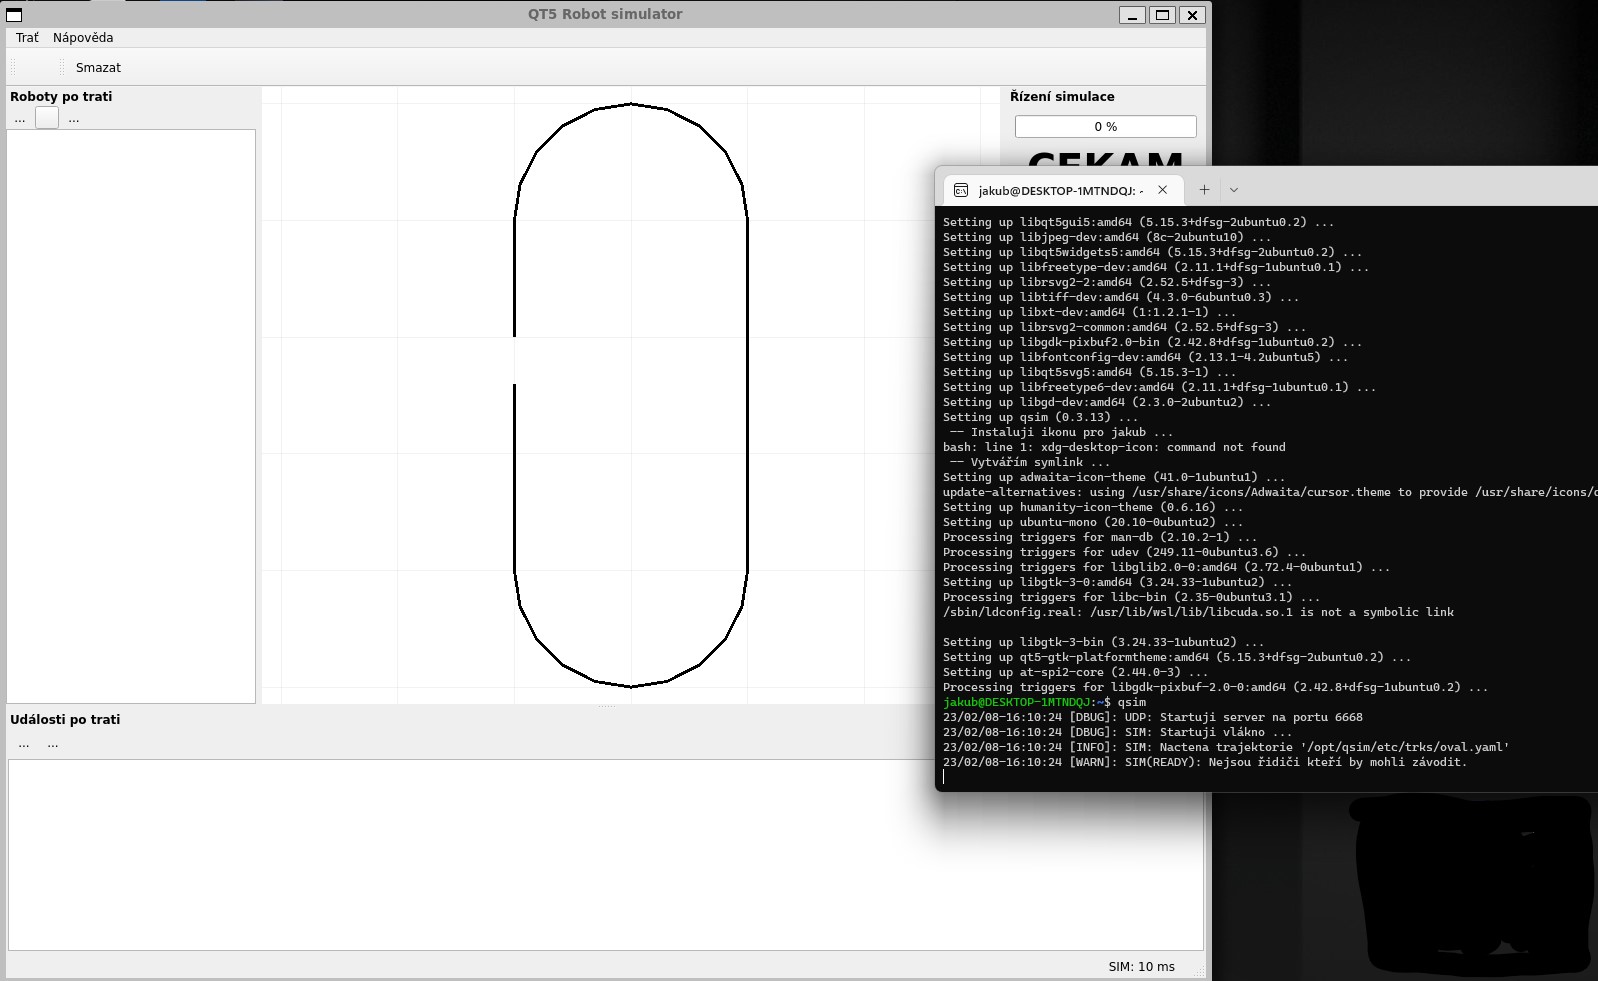 QT5 Robot simulator
Trať Nápověda
Smazat
Roboty po trati
... ...
Řízení simulace
0 %
Události po trati
... ...
SIM: 10 ms
jakub@DESKTOP-1MTNDQJ: ~
Setting up libqt5gui5:amd64 (5.15.3+dfsg-2ubuntu0.2) ...
Setting up libjpeg-dev:amd64 (8c-2ubuntu10) ...
Setting up libqt5widgets5:amd64 (5.15.3+dfsg-2ubuntu0.2) ...
Setting up libfreetype-dev:amd64 (2.11.1+dfsg-1ubuntu0.1) ...
Setting up librsvg2-2:amd64 (2.52.5+dfsg-3) ...
Setting up libtiff-dev:amd64 (4.3.0-6ubuntu0.3) ...
Setting up libxt-dev:amd64 (1:1.2.1-1) ...
Setting up librsvg2-common:amd64 (2.52.5+dfsg-3) ...
Setting up libgdk-pixbuf2.0-bin (2.42.8+dfsg-1ubuntu0.2) ...
Setting up libfontconfig-dev:amd64 (2.13.1-4.2ubuntu5) ...
Setting up libqt5svg5:amd64 (5.15.3-1) ...
Setting up libfreetype6-dev:amd64 (2.11.1+dfsg-1ubuntu0.1) ...
Setting up libgd-dev:amd64 (2.3.0-2ubuntu2) ...
Setting up qsim (0.3.13) ...
-- Instaluji ikonu pro jakub ...
bash: line 1: xdg-desktop-icon: command not found
-- Vytvářím symlink ...
Setting up adwaita-icon-theme (41.0-1ubuntu1) ...
update-alternatives: using /usr/share/icons/Adwaita/cursor.theme to provide /usr/share/icons/
Setting up humanity-icon-theme (0.6.16) ...
Setting up ubuntu-mono (20.10-0ubuntu2) ...
Processing triggers for man-db (2.10.2-1) ...
Processing triggers for udev (249.11-0ubuntu3.6) ...
Processing triggers for libglib2.0-0:amd64 (2.72.4-0ubuntu1) ...
Setting up libgtk-3-0:amd64 (3.24.33-1ubuntu2) ...
Processing triggers for libc-bin (2.35-0ubuntu3.1) ...
/sbin/ldconfig.real: /usr/lib/wsl/lib/libcuda.so.1 is not a symbolic link
Setting up libgtk-3-bin (3.24.33-1ubuntu2) ...
Setting up qt5-gtk-platformtheme:amd64 (5.15.3+dfsg-2ubuntu0.2) ...
Setting up at-spi2-core (2.44.0-3) ...
Processing triggers for libgdk-pixbuf-2.0-0:amd64 (2.42.8+dfsg-1ubuntu0.2) ...
jakub@DESKTOP-1MTNDQJ:~$ qsim
23/02/08-16:10:24 [DBUG]: UDP: Startuji server na portu 6668
23/02/08-16:10:24 [DBUG]: SIM: Startuji vlákno ...
23/02/08-16:10:24 [INFO]: SIM: Nactena trajektorie '/opt/qsim/etc/trks/oval.yaml'
23/02/08-16:10:24 [WARN]: SIM(READY): Nejsou řidiči kteří by mohli závodit.